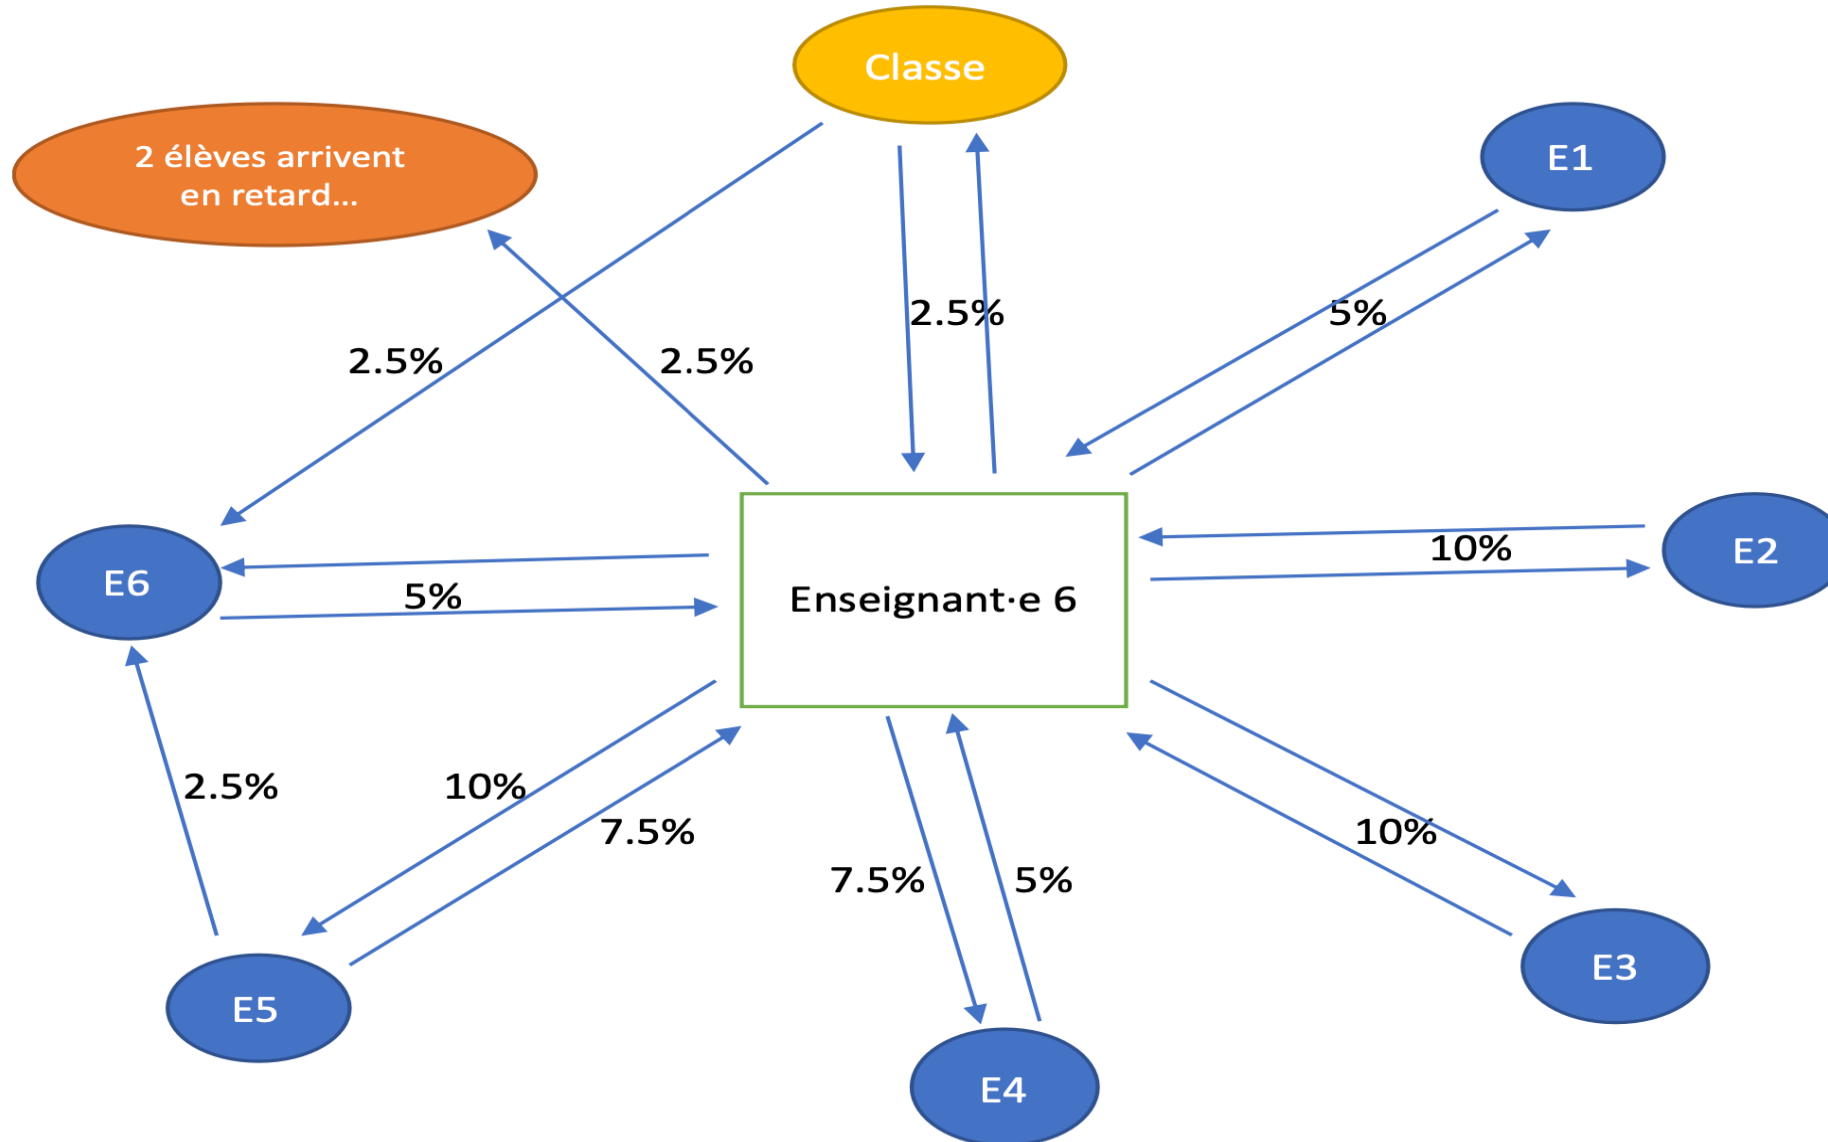 Classe
2 élèves arrivent
en retard...
E1
2.5%
5%
2.5%
2.5%
E2
10%
E6
5%
Enseignant·e 6
2.5%
10%
7.5%
10%
7.5%
5%
E3
E5
E4